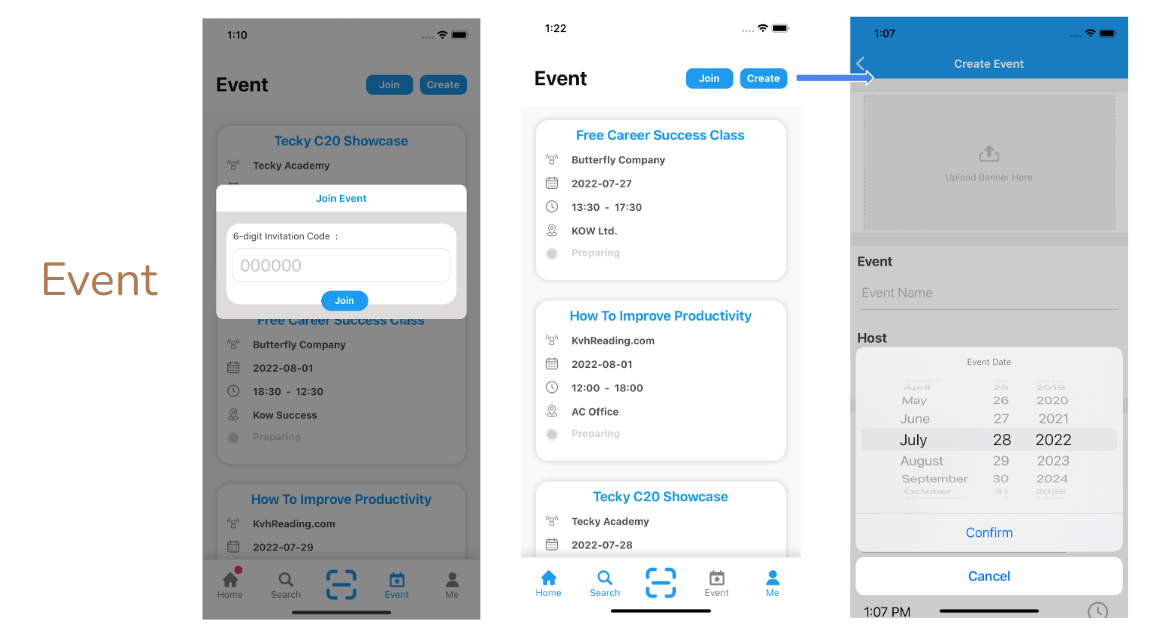 Event
1:10
Event
Join
Create
Tecky C20 Showcase
Tecky Academy
Join Event
6-digit Invitation Code :
000000
Join
Free Career Success Class
Butterfly Company
2022-08-01
18:30 - 12:30
Kow Success
Preparing
How To Improve Productivity
KvhReading.com
2022-07-29
Home
Search
Event
Me
1:22
Event
Join
Create
Free Career Success Class
Butterfly Company
2022-07-27
13:30 - 17:30
KOW Ltd.
Preparing
How To Improve Productivity
KvhReading.com
2022-08-01
12:00 - 18:00
AC Office
Preparing
Tecky C20 Showcase
Tecky Academy
2022-07-28
Home
Search
Event
Me
1:07
Create Event
Upload Banner Here
Event
Event Name
Host
Event Date
April 25 2019
May 26 2020
June 27 2021
July 28 2022
August 29 2023
September 30 2024
October 31 2025
Confirm
Cancel
1:07 PM